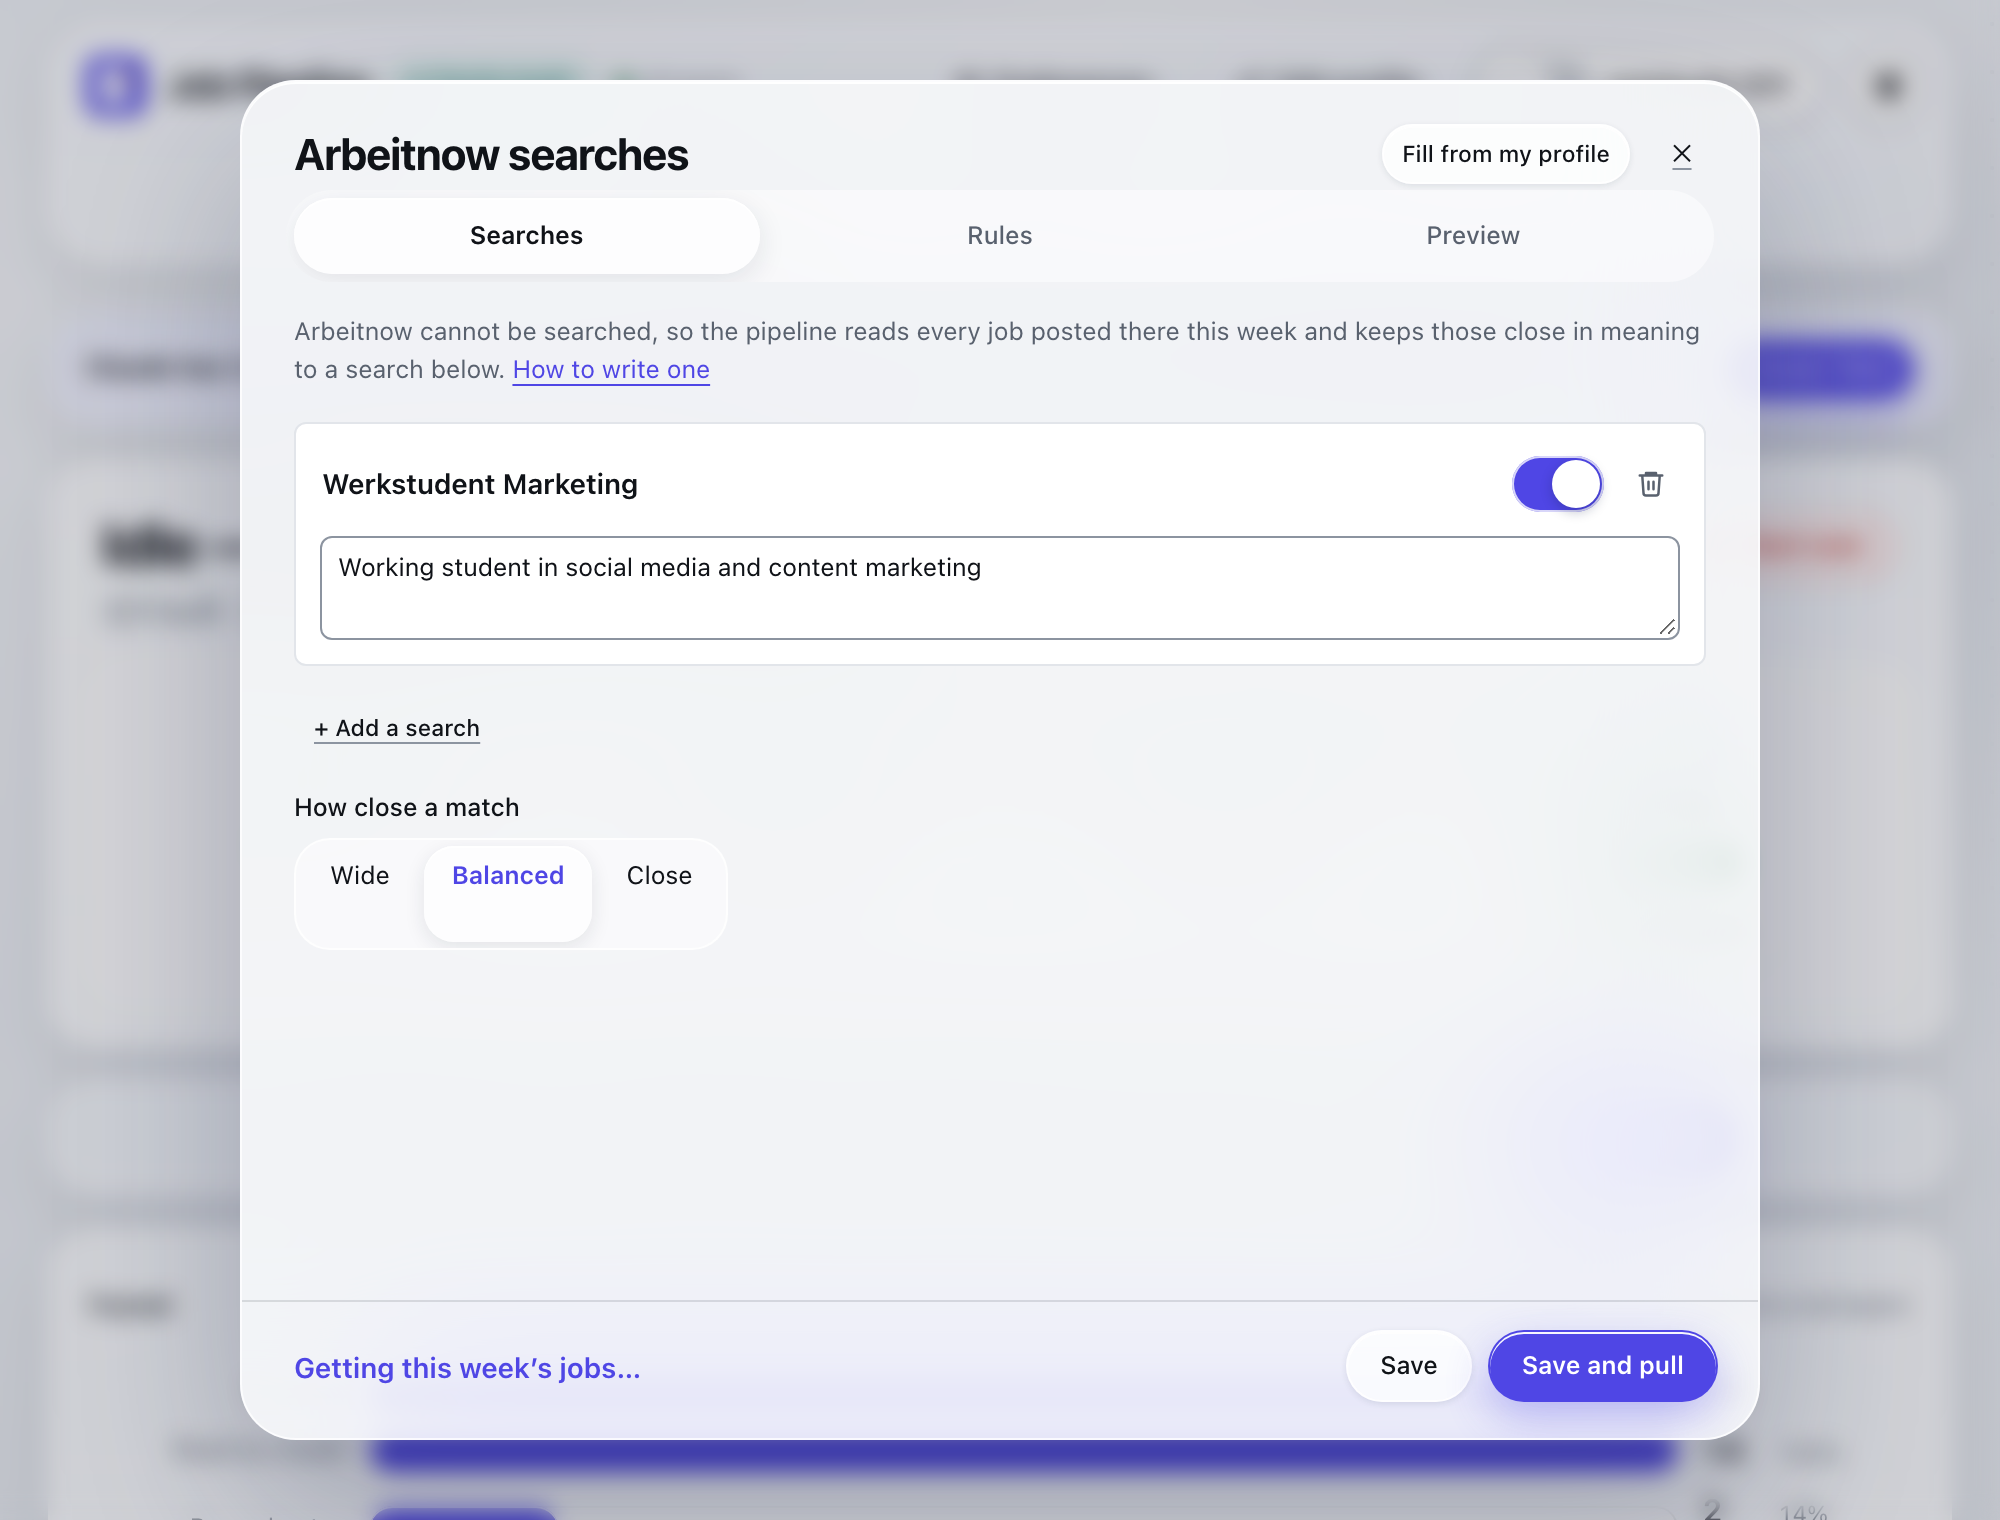 Arbeitnow searches
Fill from my profile
Searches
Rules
Preview
Arbeitnow cannot be searched, so the pipeline reads every job posted there this week and keeps those close in meaning
to a search below. How to write one
Werkstudent Marketing
Working student in social media and content marketing
+ Add a search
How close a match
Wide
Balanced
Close
Getting this week’s jobs…
Save
Save and pull
2
14%